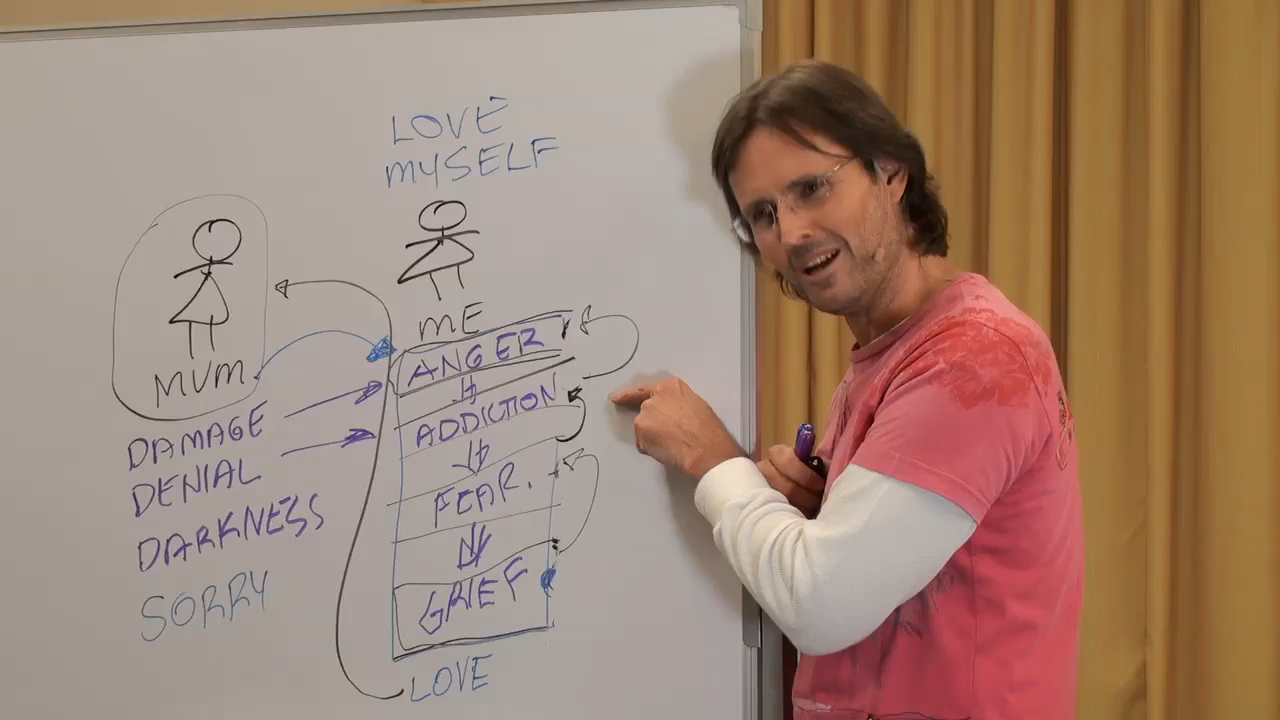 LOVE
MYSELF
ME
MUM
ANGER
ADDICTION
FEAR.
GRIEF
LOVE
DAMAGE
DENIAL
DARKNESS
SORRY